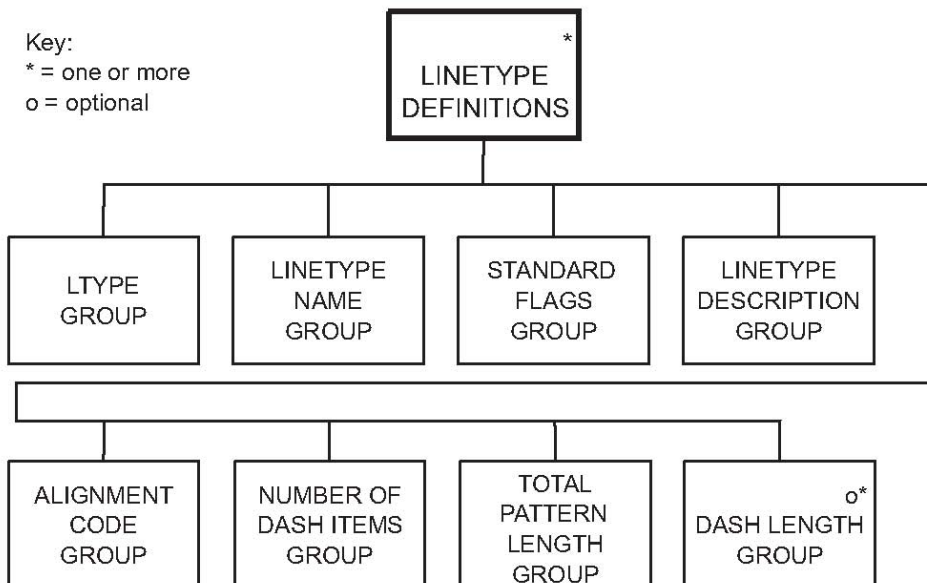 Key:
* = one or more
o = optional
*
LINETYPE
DEFINITIONS
LTYPE
GROUP
LINETYPE
NAME
GROUP
STANDARD
FLAGS
GROUP
LINETYPE
DESCRIPTION
GROUP
ALIGNMENT
CODE
GROUP
NUMBER OF
DASH ITEMS
GROUP
TOTAL
PATTERN
LENGTH
GROUP
o*
DASH LENGTH
GROUP